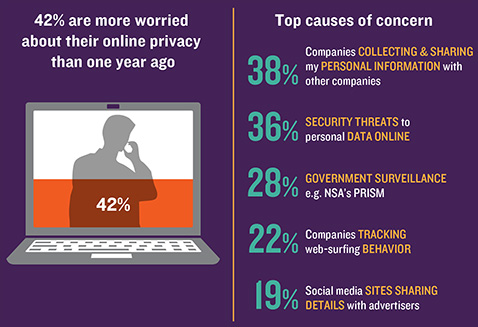 42% are more worried
about their online privacy
than one year ago
42%
Top causes of concern
38%
Companies COLLECTING & SHARING
my PERSONAL INFORMATION with
other companies
36%
SECURITY THREATS to
personal DATA ONLINE
28%
GOVERNMENT SURVEILLANCE
e.g. NSA's PRISM
22%
Companies TRACKING
web-surfing BEHAVIOR
19%
Social media SITES SHARING
DETAILS with advertisers